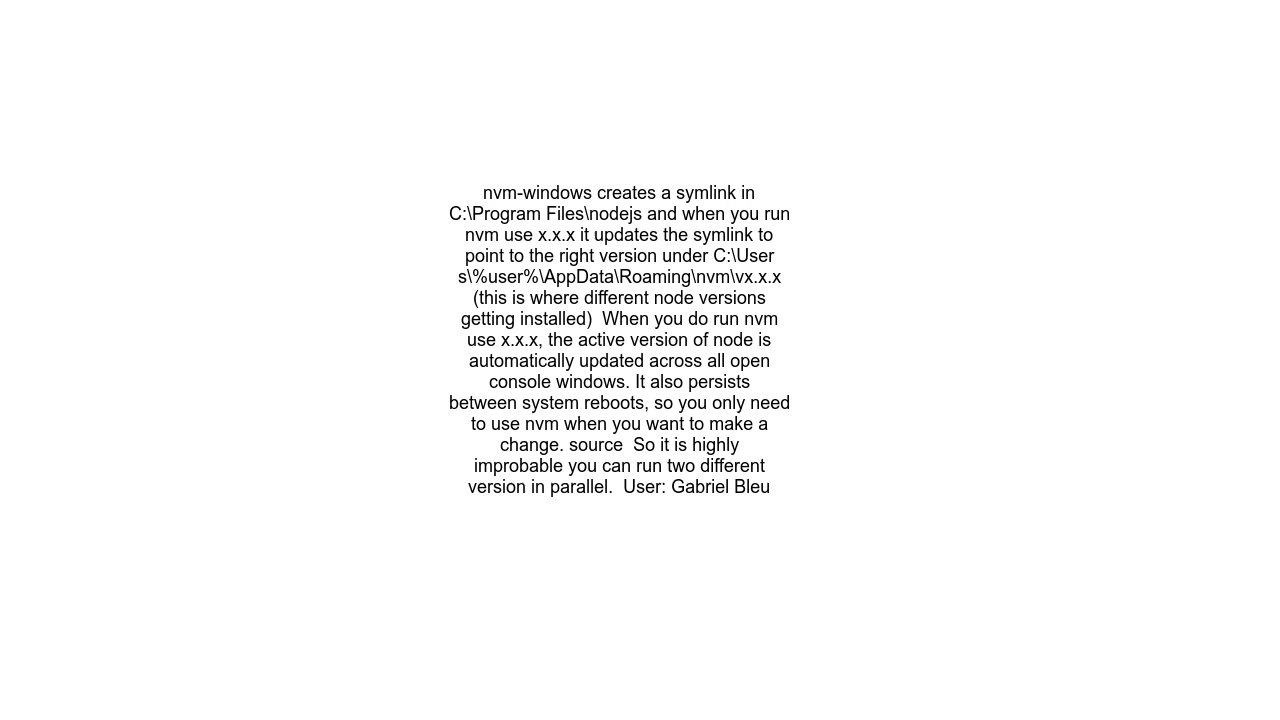 nvm-windows creates a symlink in
C:\Program Files\nodejs and when you run
nvm use x.x.x it updates the symlink to
point to the right version under C:\User
s\%user%\AppData\Roaming\nvm\vx.x.x
(this is where different node versions
getting installed)  When you do run nvm
use x.x.x, the active version of node is
automatically updated across all open
console windows. It also persists
between system reboots, so you only need
to use nvm when you want to make a
change. source  So it is highly
improbable you can run two different
version in parallel.  User: Gabriel Bleu